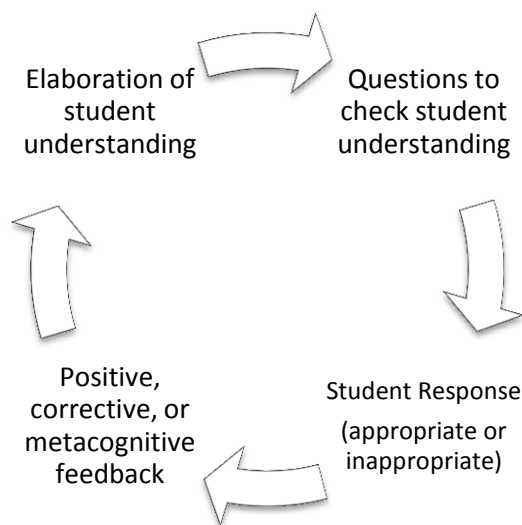 Elaboration of
student
understanding
Questions to
check student
understanding
Student Response
(appropriate or
inappropriate)
Positive,
corrective, or
metacognitive
feedback